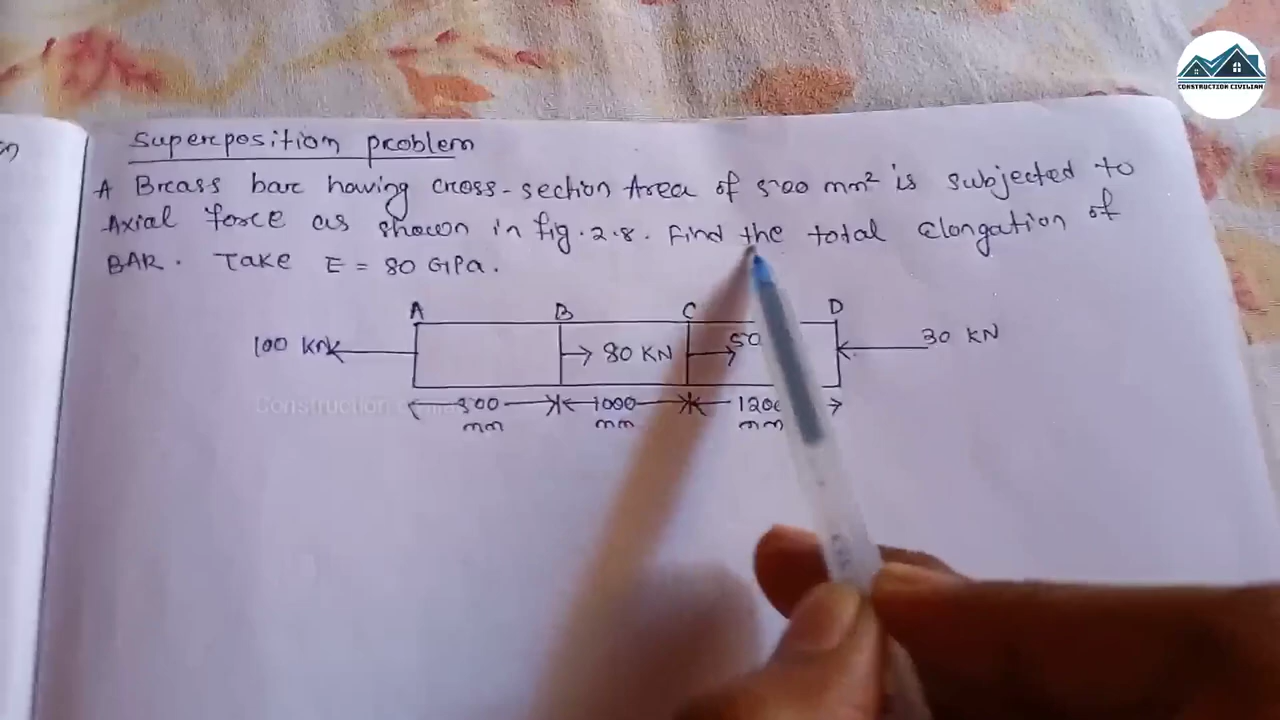 CONSTRUCTION CIVILIAN
Superposition problem
A Brass bar having cross-section Area of 500 mm² is subjected to
Axial force as shown in fig.2.8. Find the total elongation of
BAR. Take E = 80 GPa.
A B C D
100 KN 80 KN 50 30 KN
1000
mm mm mm
Construction